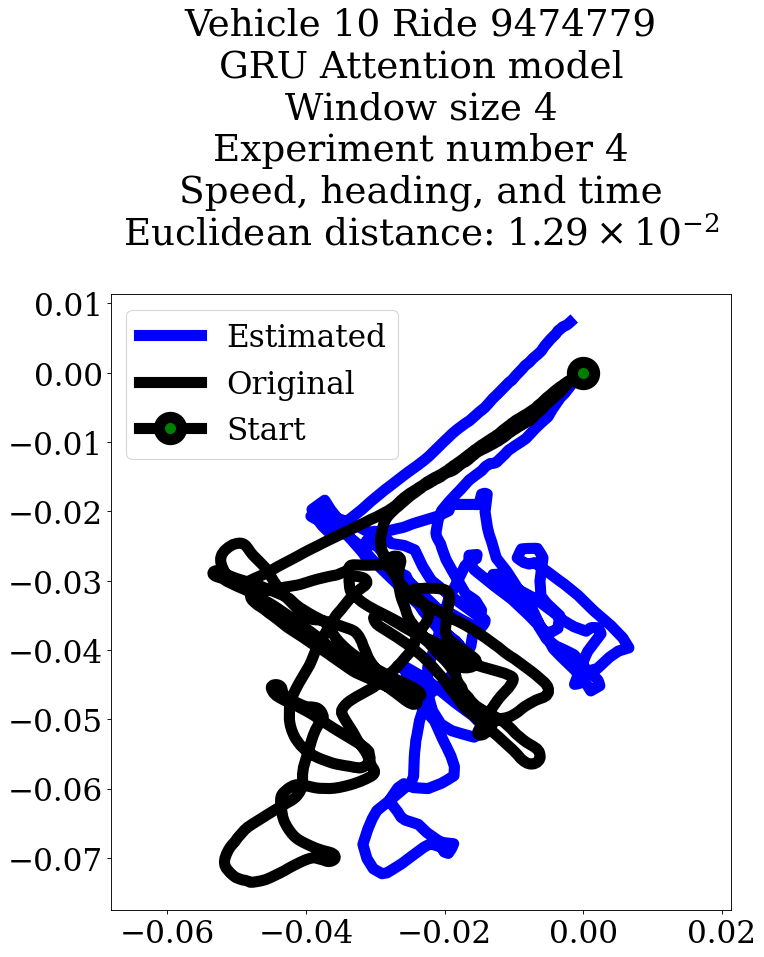 Vehicle 10 Ride 9474779
GRU Attention model
Window size 4
Experiment number 4
Speed, heading, and time
Euclidean distance: 1.29 × 10⁻²
Estimated
Original
Start
0.01
0.00
−0.01
−0.02
−0.03
−0.04
−0.05
−0.06
−0.07
−0.06 −0.04 −0.02 0.00 0.02